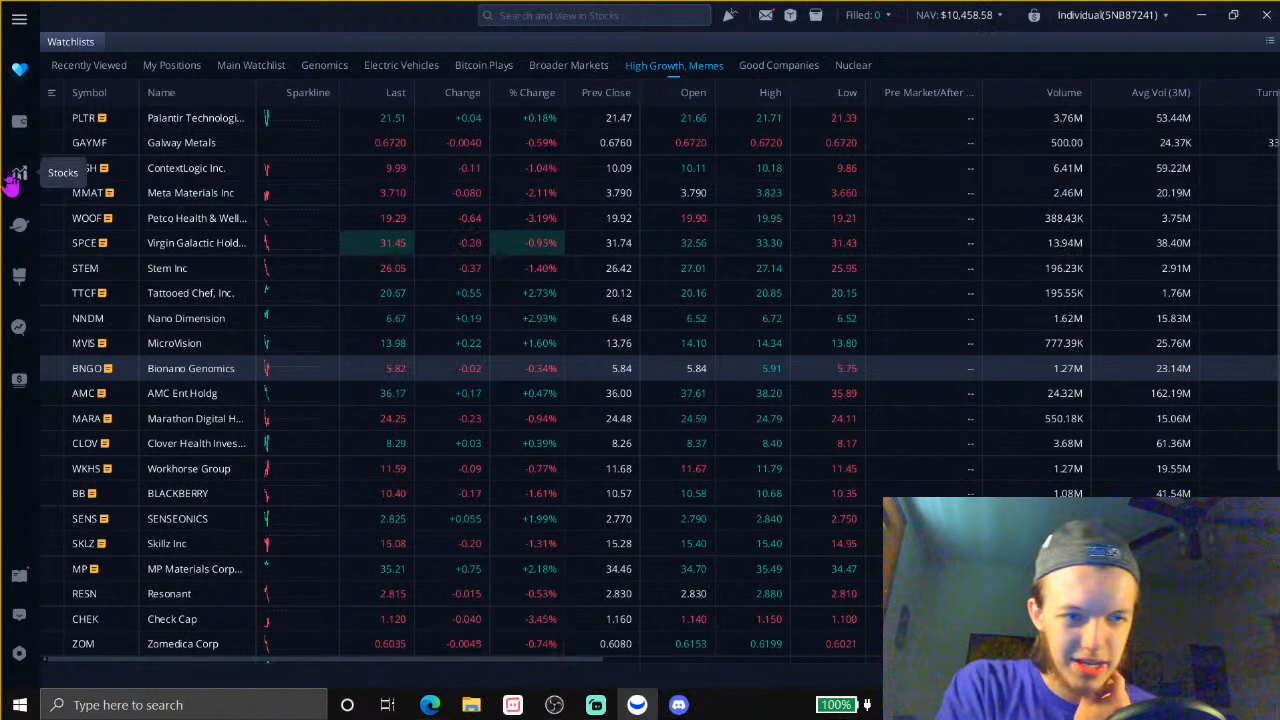 Search and view in Stocks
Filled: 0
NAV: $10,458.58
Individual(5NB87241)
Watchlists
Recently Viewed My Positions Main Watchlist Genomics Electric Vehicles Bitcoin Plays Broader Markets High Growth, Memes Good Companies Nuclear
Symbol Name Sparkline Last Change % Change Prev Close Open High Low Pre Market/After ... Volume Avg Vol (3M) Turn
PLTR Palantir Technologi... 21.51 +0.04 +0.18% 21.47 21.66 21.71 21.33 -- 3.76M 53.44M
GAYMF Galway Metals 0.6720 -0.0040 -0.59% 0.6760 0.6720 0.6720 0.6720 -- 500.00 24.37K 33
Stocks
SH ContextLogic Inc. 9.99 -0.11 -1.04% 10.09 10.11 10.18 9.86 -- 6.41M 59.22M
MMAT Meta Materials Inc 3.710 -0.080 -2.11% 3.790 3.790 3.823 3.660 -- 2.46M 20.19M
WOOF Petco Health & Well... 19.29 -0.64 -3.19% 19.92 19.90 19.95 19.21 -- 388.43K 3.75M
SPCE Virgin Galactic Hold... 31.45 -0.20 -0.93% 31.74 32.56 33.30 31.43 -- 13.94M 38.40M
STEM Stem Inc 26.05 -0.37 -1.40% 26.42 27.01 27.14 25.95 -- 196.23K 2.91M
TTCF Tattooed Chef, Inc. 20.67 +0.55 +2.73% 20.12 20.16 20.85 20.15 -- 195.55K 1.76M
NNDM Nano Dimension 6.67 +0.19 +2.93% 6.48 6.52 6.72 6.52 -- 1.62M 15.83M
MVIS MicroVision 13.98 +0.22 +1.60% 13.76 14.10 14.34 13.80 -- 777.39K 25.76M
BNGO Bionano Genomics 5.82 -0.02 -0.34% 5.84 5.84 5.91 5.75 -- 1.27M 23.14M
AMC AMC Ent Holdg 36.17 +0.17 +0.47% 36.00 37.61 38.20 35.89 -- 24.32M 162.19M
MARA Marathon Digital H... 24.25 -0.23 -0.94% 24.48 24.59 24.79 24.11 -- 550.18K 15.06M
CLOV Clover Health Inves... 8.29 +0.03 +0.39% 8.26 8.37 8.40 8.17 -- 3.68M 61.36M
WKHS Workhorse Group 11.59 -0.09 -0.77% 11.68 11.67 11.79 11.45 -- 1.27M 19.55M
BB BLACKBERRY 10.40 -0.17 -1.61% 10.57 10.58 10.68 10.35 -- 1.08M 41.54M
SENS SENSEONICS 2.825 +0.055 +1.99% 2.770 2.790 2.840 2.750
SKLZ Skillz Inc 15.08 -0.20 -1.31% 15.28 15.40 15.40 14.95
MP MP Materials Corp... 35.21 +0.75 +2.18% 34.46 34.70 35.49 34.47
RESN Resonant 2.815 -0.015 -0.53% 2.830 2.830 2.880 2.810
CHEK Check Cap 1.120 -0.040 -3.45% 1.160 1.140 1.150 1.100
ZOM Zomedica Corp 0.6035 -0.0045 -0.74% 0.6080 0.6153 0.6199 0.6021
Type here to search
100%